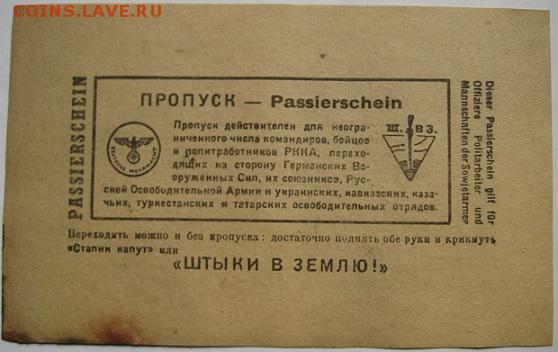 COINS.LAVE.RU
PASSIERSCHEIN
ПРОПУСК — Passierschein
DEUTSCHE WEHRMACHT
Ш. В З.
Пропуск действителен для неогра-
ниченного числа командиров, бойцов
и политработников РККА, перехо-
дящих на сторону Германских Во-
оруженных Сил, их союзников, Рус-
ской Освободительной Армии и украинских, кавказских, каза-
чьих, туркестанских и татарских освободительных отрядов.
Dieser Passierschein gilt für
Offiziere, Politarbeiter und
Mannschaften der Sowjetarmee
Переходить можно и без пропуска: достаточно поднять обе руки и крикнуть
«Сталин капут» или
«ШТЫКИ В ЗЕМЛЮ!»